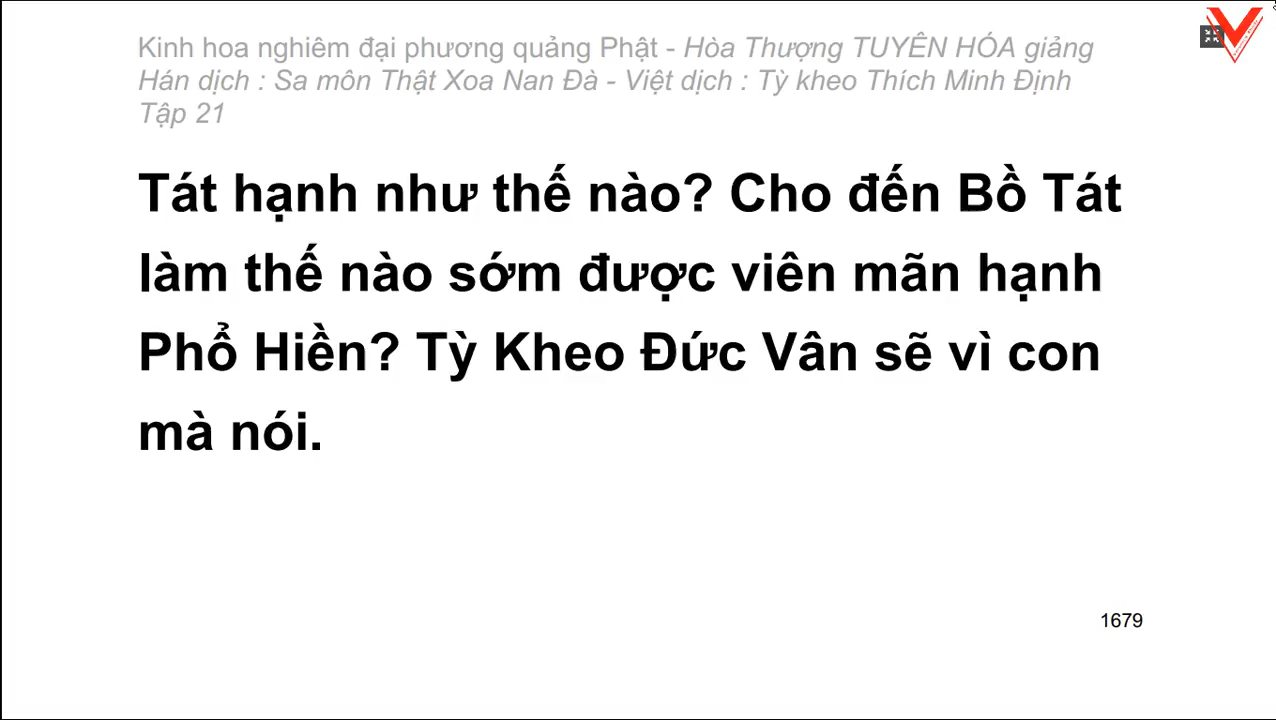 Kinh hoa nghiêm đại phương quảng Phật - Hòa Thượng TUYÊN HÓA giảng
Hán dịch : Sa môn Thật Xoa Nan Đà - Việt dịch : Tỳ kheo Thích Minh Định
Tập 21
Tát hạnh như thế nào? Cho đến Bồ Tát
làm thế nào sớm được viên mãn hạnh
Phổ Hiền? Tỳ Kheo Đức Vân sẽ vì con
mà nói.
1679